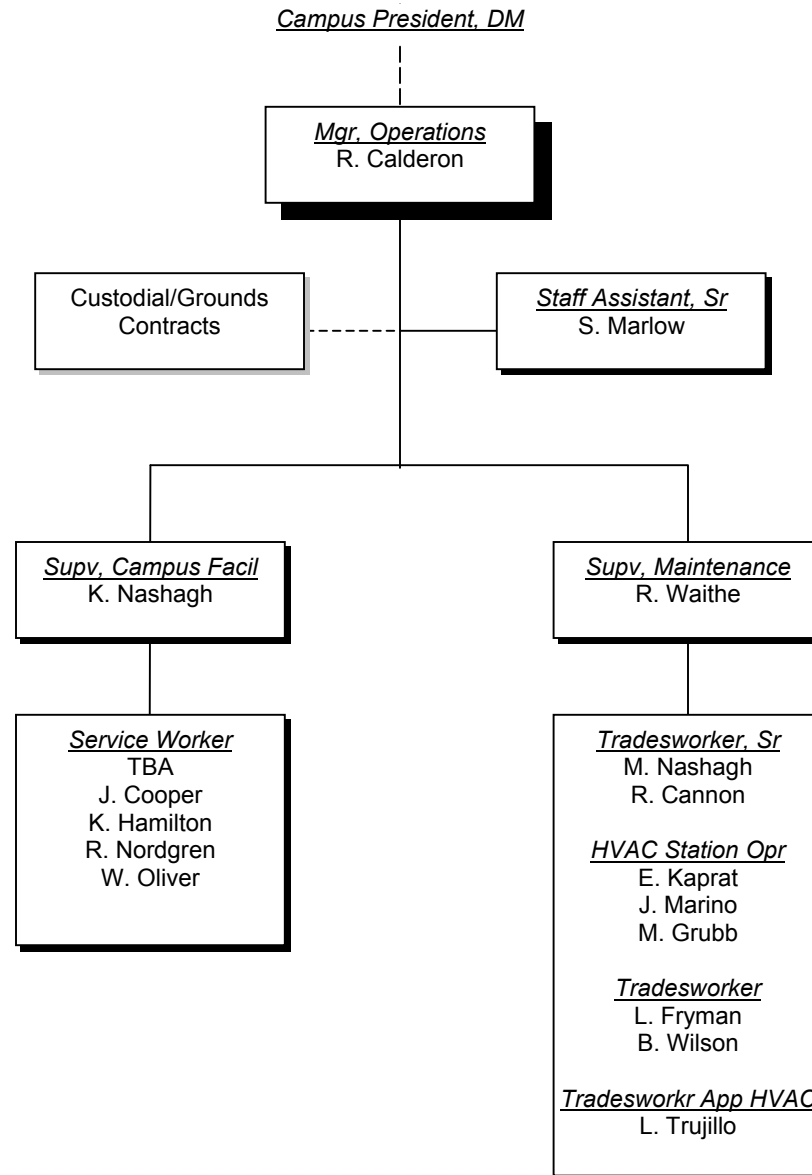 Campus President, DM
Mgr, Operations
R. Calderon
Custodial/Grounds
Contracts
Staff Assistant, Sr
S. Marlow
Supv, Campus Facil
K. Nashagh
Supv, Maintenance
R. Waithe
Service Worker
TBA
J. Cooper
K. Hamilton
R. Nordgren
W. Oliver
Tradesworker, Sr
M. Nashagh
R. Cannon
HVAC Station Opr
E. Kaprat
J. Marino
M. Grubb
Tradesworker
L. Fryman
B. Wilson
Tradesworkr App HVAC
L. Trujillo